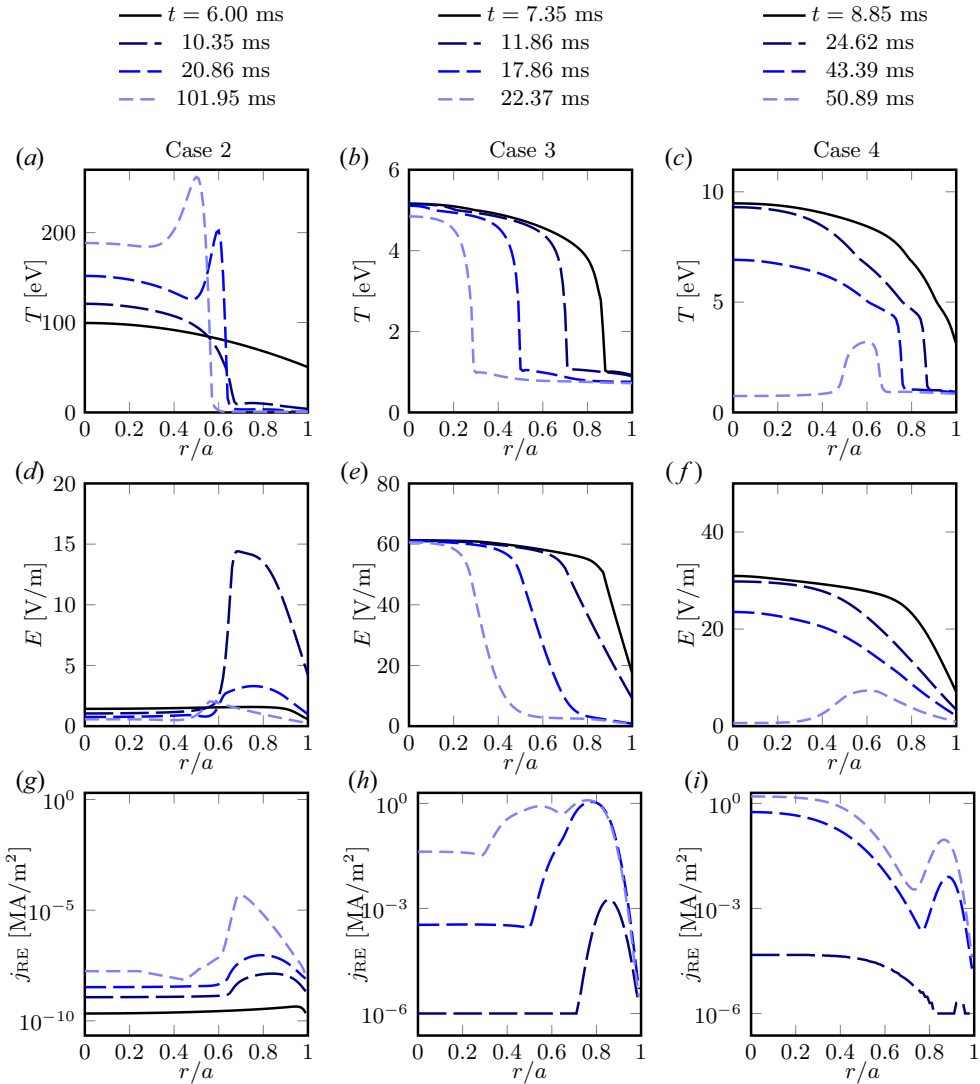 t = 6.00 ms
10.35 ms
20.86 ms
101.95 ms
t = 7.35 ms
11.86 ms
17.86 ms
22.37 ms
t = 8.85 ms
24.62 ms
43.39 ms
50.89 ms
(a) Case 2
T [eV]
200
100
0
0 0.2 0.4 0.6 0.8 1
r/a
(b) Case 3
T [eV]
6
4
2
0
0 0.2 0.4 0.6 0.8 1
r/a
(c) Case 4
T [eV]
10
5
0
0 0.2 0.4 0.6 0.8 1
r/a
(d)
E [V/m]
20
15
10
5
0
0 0.2 0.4 0.6 0.8 1
r/a
(e)
E [V/m]
80
60
40
20
0
0 0.2 0.4 0.6 0.8 1
r/a
(f)
E [V/m]
40
20
0
0 0.2 0.4 0.6 0.8 1
r/a
(g)
j_RE [MA/m²]
10⁰
10⁻⁵
10⁻¹⁰
0 0.2 0.4 0.6 0.8 1
r/a
(h)
j_RE [MA/m²]
10⁰
10⁻³
10⁻⁶
0 0.2 0.4 0.6 0.8 1
r/a
(i)
j_RE [MA/m²]
10⁰
10⁻³
10⁻⁶
0 0.2 0.4 0.6 0.8 1
r/a